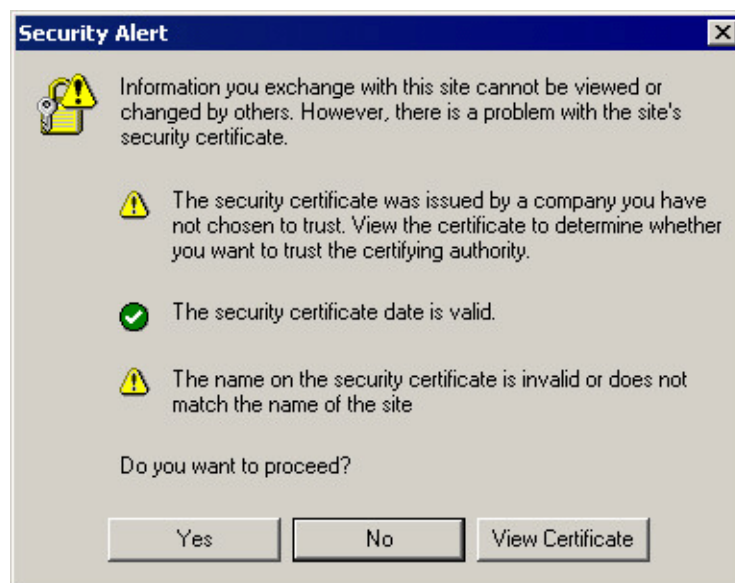 Security Alert
Information you exchange with this site cannot be viewed or
changed by others. However, there is a problem with the site's
security certificate.
The security certificate was issued by a company you have
not chosen to trust. View the certificate to determine whether
you want to trust the certifying authority.
The security certificate date is valid.
The name on the security certificate is invalid or does not
match the name of the site
Do you want to proceed?
Yes No View Certificate